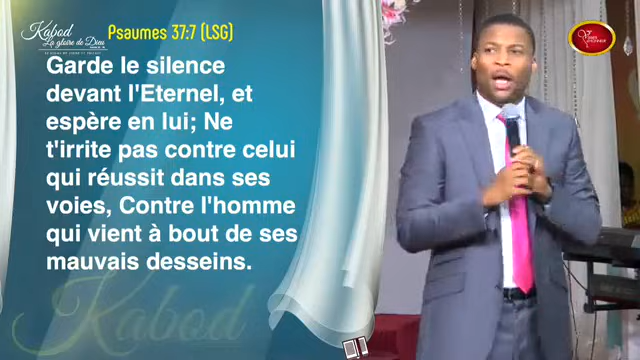 Kabod
La gloire de Dieu
Psaumes 37:7 (LSG)
Garde le silence
devant l'Eternel, et
espère en lui; Ne
t'irrite pas contre celui
qui réussit dans ses
voies, Contre l'homme
qui vient à bout de ses
mauvais desseins.
Kabod